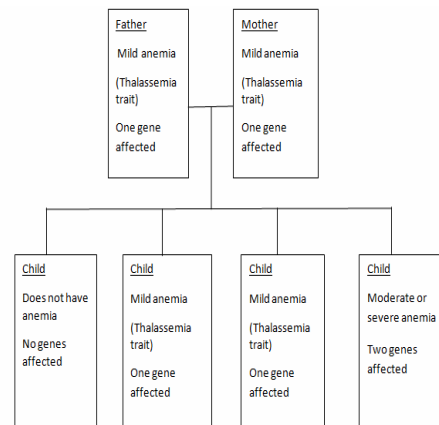 Father
Mild anemia
(Thalassemia
trait)
One gene
affected
Mother
Mild anemia
(Thalassemia
trait)
One gene
affected
Child
Does not have
anemia
No genes
affected
Child
Mild anemia
(Thalassemia
trait)
One gene
affected
Child
Mild anemia
(Thalassemia
trait)
One gene
affected
Child
Moderate or
severe anemia
Two genes
affected